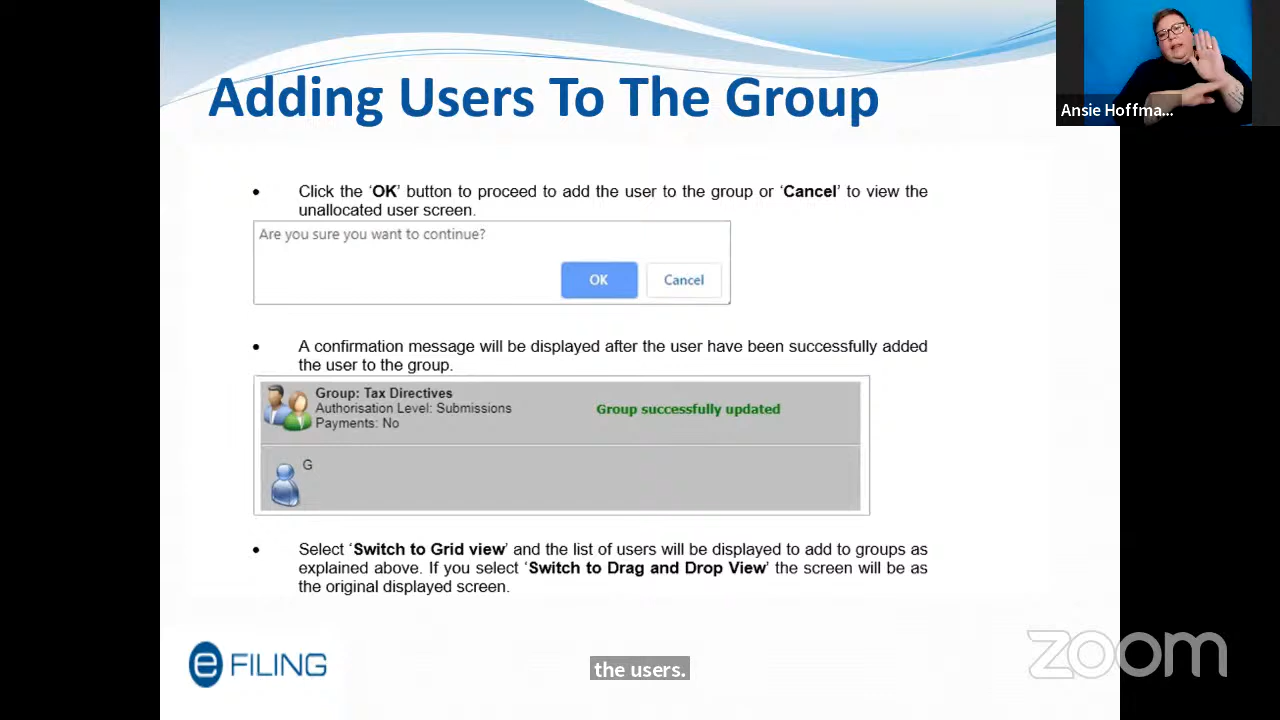 Adding Users To The Group
Ansie Hoffma...
• Click the ‘OK’ button to proceed to add the user to the group or ‘Cancel’ to view the
unallocated user screen.
Are you sure you want to continue?
OK Cancel
• A confirmation message will be displayed after the user have been successfully added
the user to the group.
Group: Tax Directives
Authorisation Level: Submissions
Group successfully updated
Payments: No
G
• Select ‘Switch to Grid view’ and the list of users will be displayed to add to groups as
explained above. If you select ‘Switch to Drag and Drop View’ the screen will be as
the original displayed screen.
e FILING
the users.
zoom